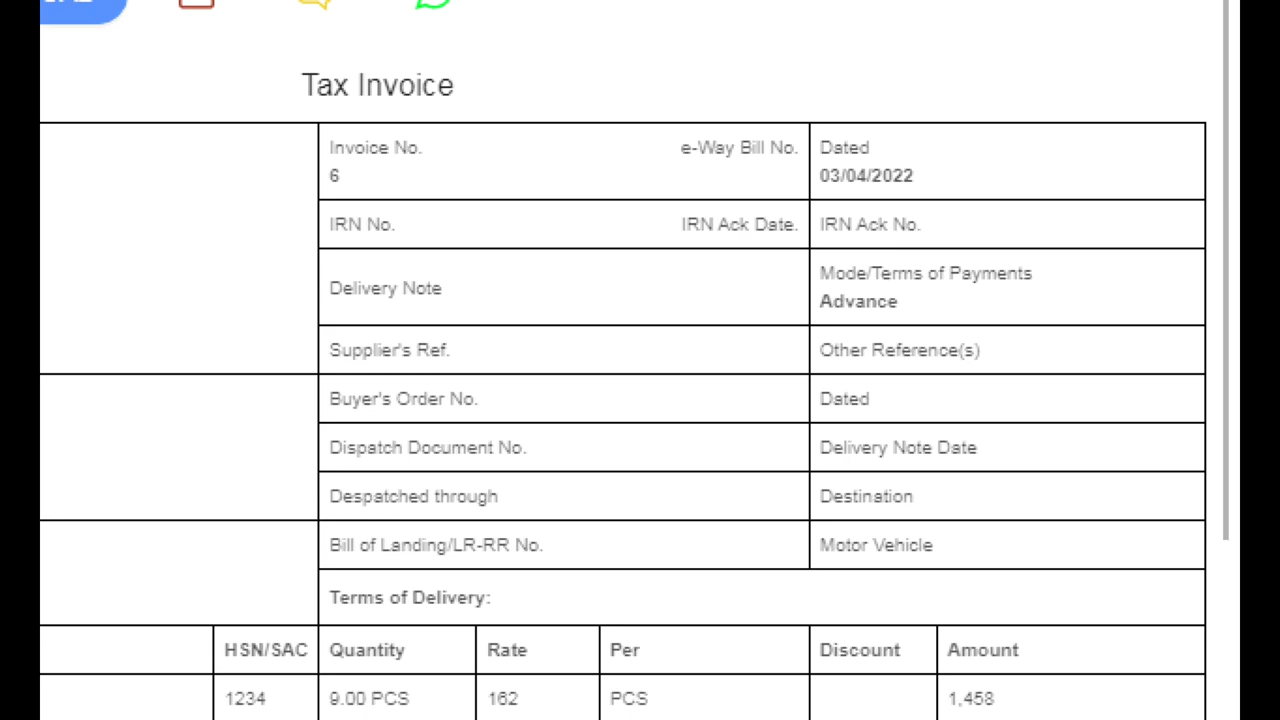 Tax Invoice
Invoice No. e-Way Bill No. Dated
6 03/04/2022
IRN No. IRN Ack Date. IRN Ack No.
Delivery Note
Mode/Terms of Payments
Advance
Supplier's Ref. Other Reference(s)
Buyer's Order No. Dated
Dispatch Document No. Delivery Note Date
Despatched through Destination
Bill of Landing/LR-RR No. Motor Vehicle
Terms of Delivery:
HSN/SAC Quantity Rate Per Discount Amount
1234 9.00 PCS 162 PCS 1,458